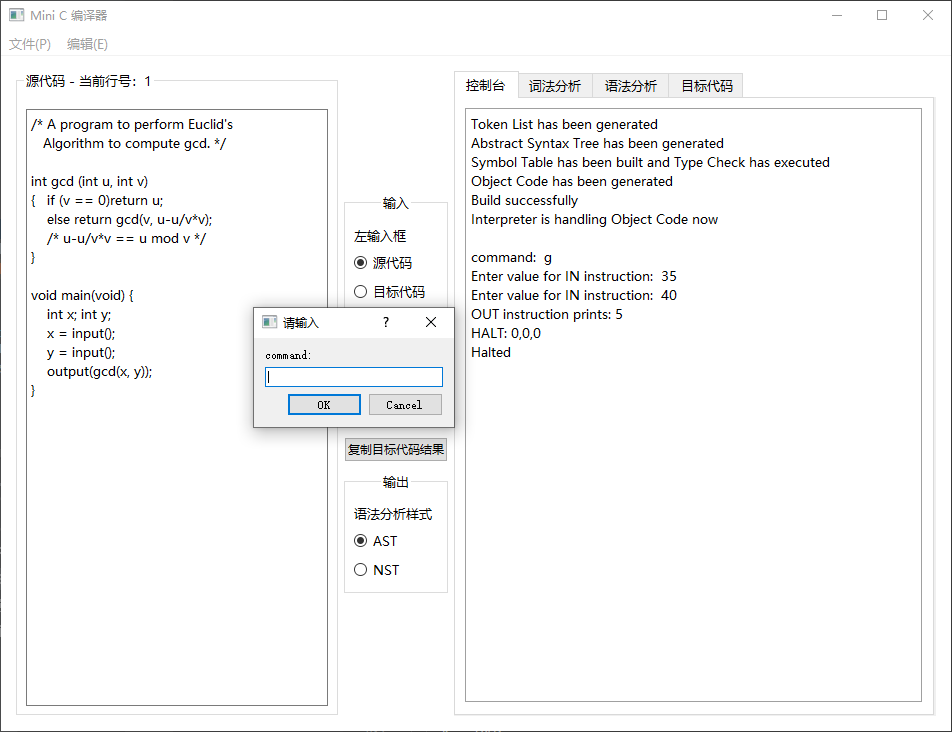 Mini C 编译器
文件(P) 编辑(E)
源代码 - 当前行号：1
/* A program to perform Euclid's
Algorithm to compute gcd. */
int gcd (int u, int v)
{ if (v == 0)return u;
else return gcd(v, u-u/v*v);
/* u-u/v*v == u mod v */
}
void main(void) {
int x; int y;
x = input();
y = input();
output(gcd(x, y));
}
输入
左输入框
源代码
目标代码
请输入 ?
command:
OK Cancel
复制目标代码结果
输出
语法分析样式
AST
NST
控制台 词法分析 语法分析 目标代码
Token List has been generated
Abstract Syntax Tree has been generated
Symbol Table has been built and Type Check has executed
Object Code has been generated
Build successfully
Interpreter is handling Object Code now
command: g
Enter value for IN instruction: 35
Enter value for IN instruction: 40
OUT instruction prints: 5
HALT: 0,0,0
Halted